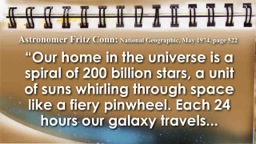 Astronomer Fritz Conn: National Geographic, May 1974, page 522
"Our home in the universe is a
spiral of 200 billion stars, a unit
of suns whirling through space
like a fiery pinwheel. Each 24
hours our galaxy travels...